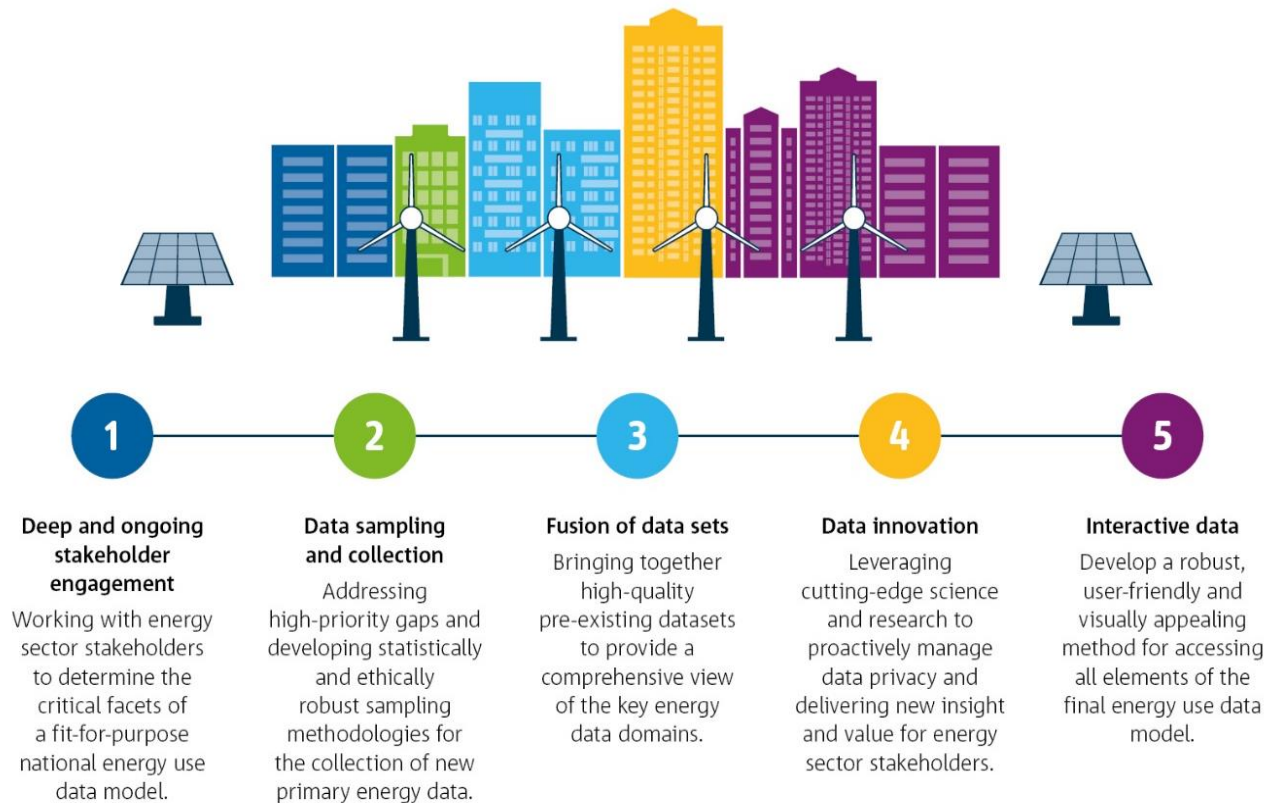 1
2
3
4
5
Deep and ongoing
stakeholder
engagement
Working with energy
sector stakeholders
to determine the
critical facets of
a fit-for-purpose
national energy use
data model.
Data sampling
and collection
Addressing
high-priority gaps and
developing statistically
and ethically
robust sampling
methodologies for
the collection of new
primary energy data.
Fusion of data sets
Bringing together
high-quality
pre-existing datasets
to provide a
comprehensive view
of the key energy
data domains.
Data innovation
Leveraging
cutting-edge science
and research to
proactively manage
data privacy and
delivering new insight
and value for energy
sector stakeholders.
Interactive data
Develop a robust,
user-friendly and
visually appealing
method for accessing
all elements of the
final energy use data
model.